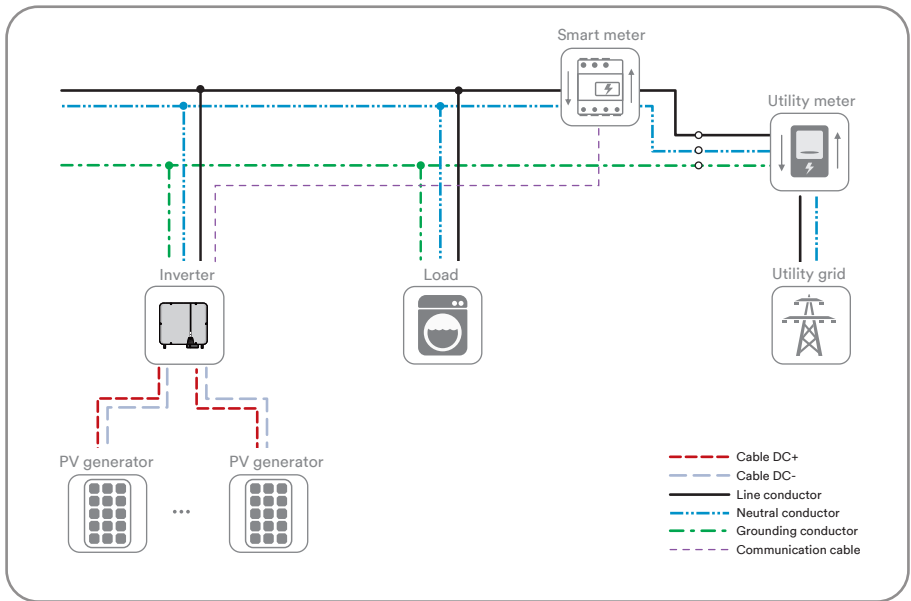 Smart meter
Utility meter
Inverter
Load
Utility grid
PV generator
PV generator
...
Cable DC+
Cable DC-
Line conductor
Neutral conductor
Grounding conductor
Communication cable